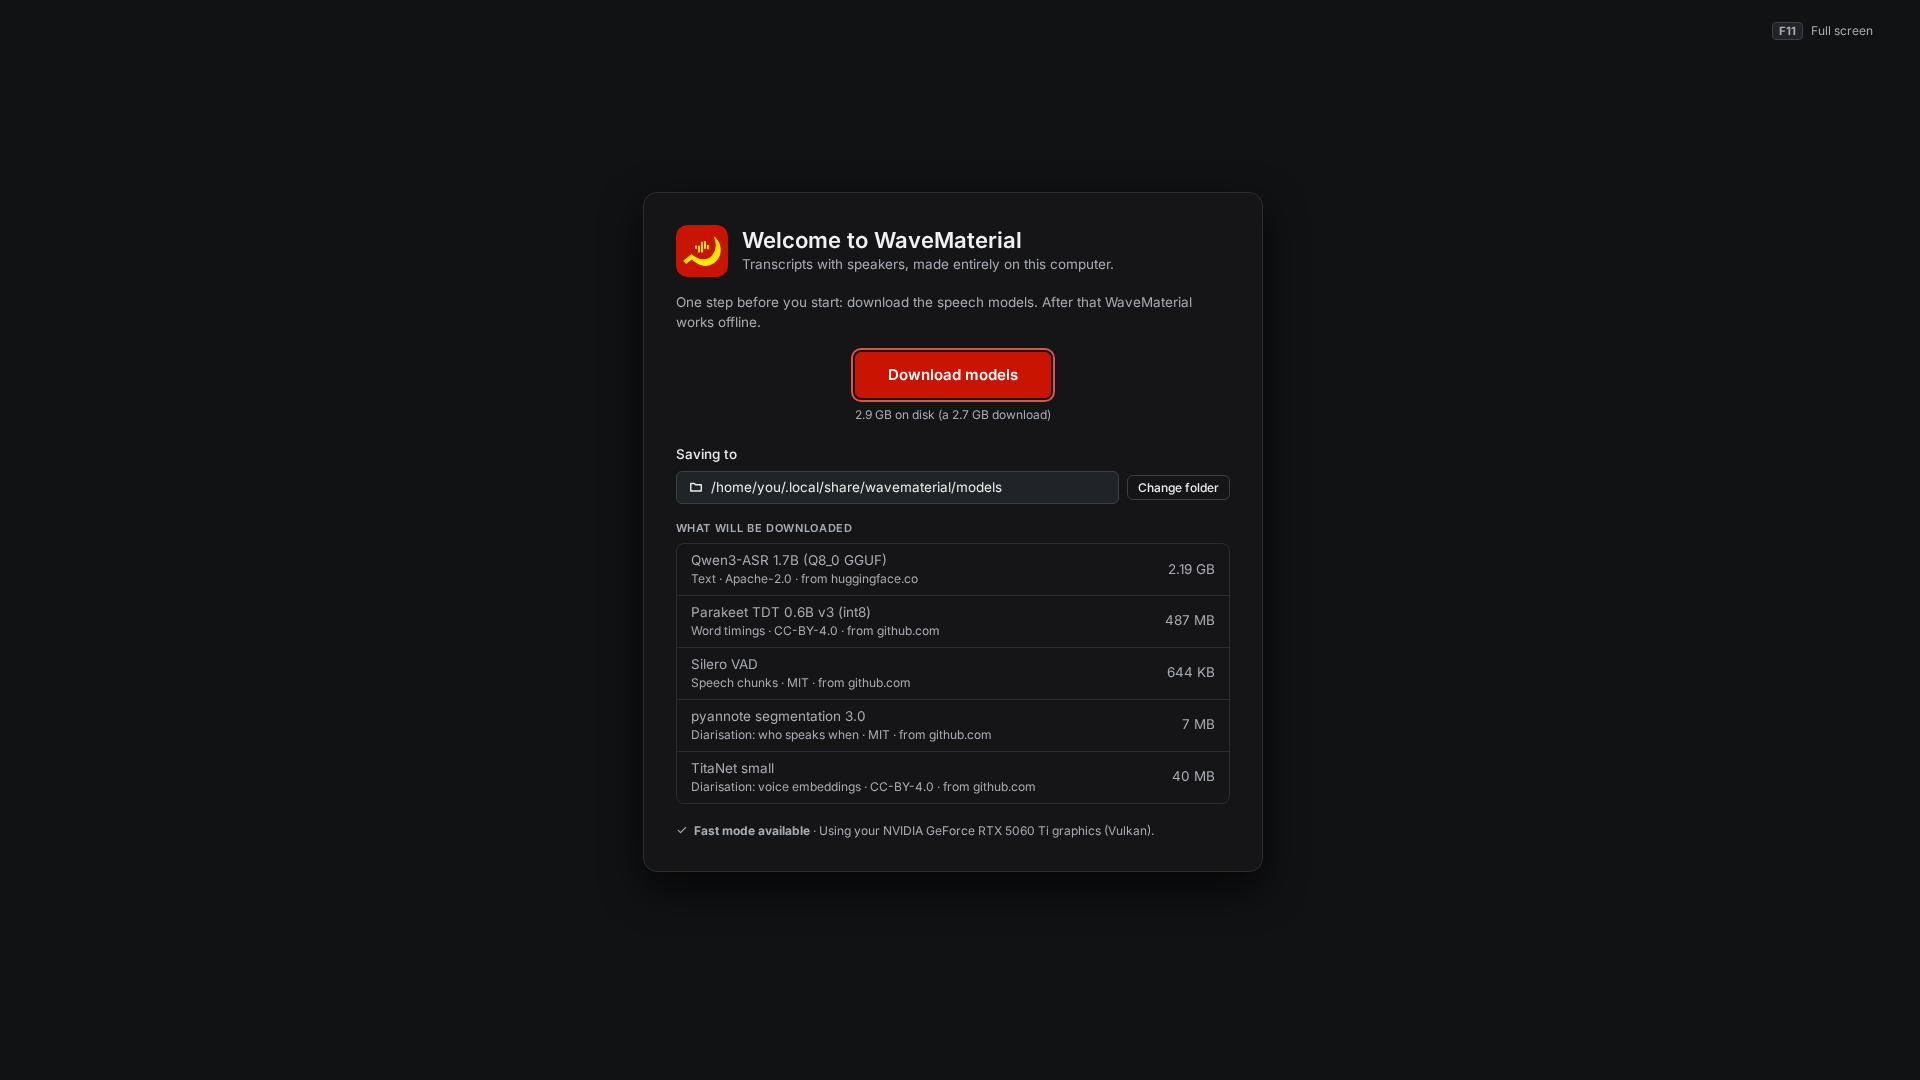 F11 Full screen
Welcome to WaveMaterial
Transcripts with speakers, made entirely on this computer.
One step before you start: download the speech models. After that WaveMaterial
works offline.
Download models
2.9 GB on disk (a 2.7 GB download)
Saving to
/home/you/.local/share/wavematerial/models
Change folder
WHAT WILL BE DOWNLOADED
Qwen3-ASR 1.7B (Q8_0 GGUF)
Text · Apache-2.0 · from huggingface.co
2.19 GB
Parakeet TDT 0.6B v3 (int8)
Word timings · CC-BY-4.0 · from github.com
487 MB
Silero VAD
Speech chunks · MIT · from github.com
644 KB
pyannote segmentation 3.0
Diarisation: who speaks when · MIT · from github.com
7 MB
TitaNet small
Diarisation: voice embeddings · CC-BY-4.0 · from github.com
40 MB
Fast mode available · Using your NVIDIA GeForce RTX 5060 Ti graphics (Vulkan).